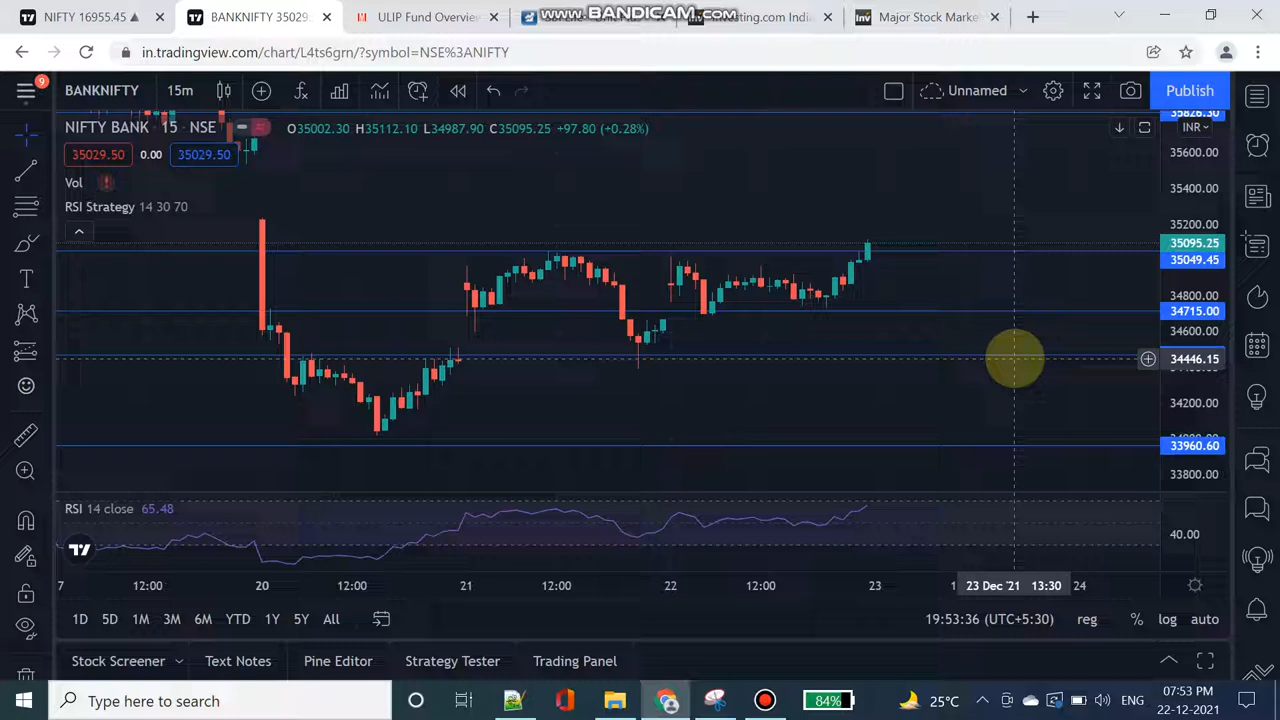 NIFTY 16955.45 ▲
BANKNIFTY 35029
ULIP Fund Overview
Investing.com Indi
Major Stock Marke
www.BANDICAM.com
in.tradingview.com/chart/L4ts6grn/?symbol=NSE%3ANIFTY
9
BANKNIFTY
15m
Unnamed
Publish
NIFTY BANK · 15 · NSE
O35002.30 H35112.10 L34987.90 C35095.25 +97.80 (+0.28%)
35029.50
0.00
35029.50
Vol
RSI Strategy 14 30 70
35826.30
INR
35600.00
35400.00
35200.00
35095.25
35049.45
34800.00
34715.00
34600.00
34446.15
34200.00
33960.60
33800.00
RSI 14 close 65.48
40.00
7
12:00
20
12:00
21
12:00
22
12:00
23
23 Dec '21 13:30
24
1D
5D
1M
3M
6M
YTD
1Y
5Y
All
19:53:36 (UTC+5:30)
reg
%
log
auto
Stock Screener
Text Notes
Pine Editor
Strategy Tester
Trading Panel
Type here to search
84%
25°C
ENG
07:53 PM
22-12-2021